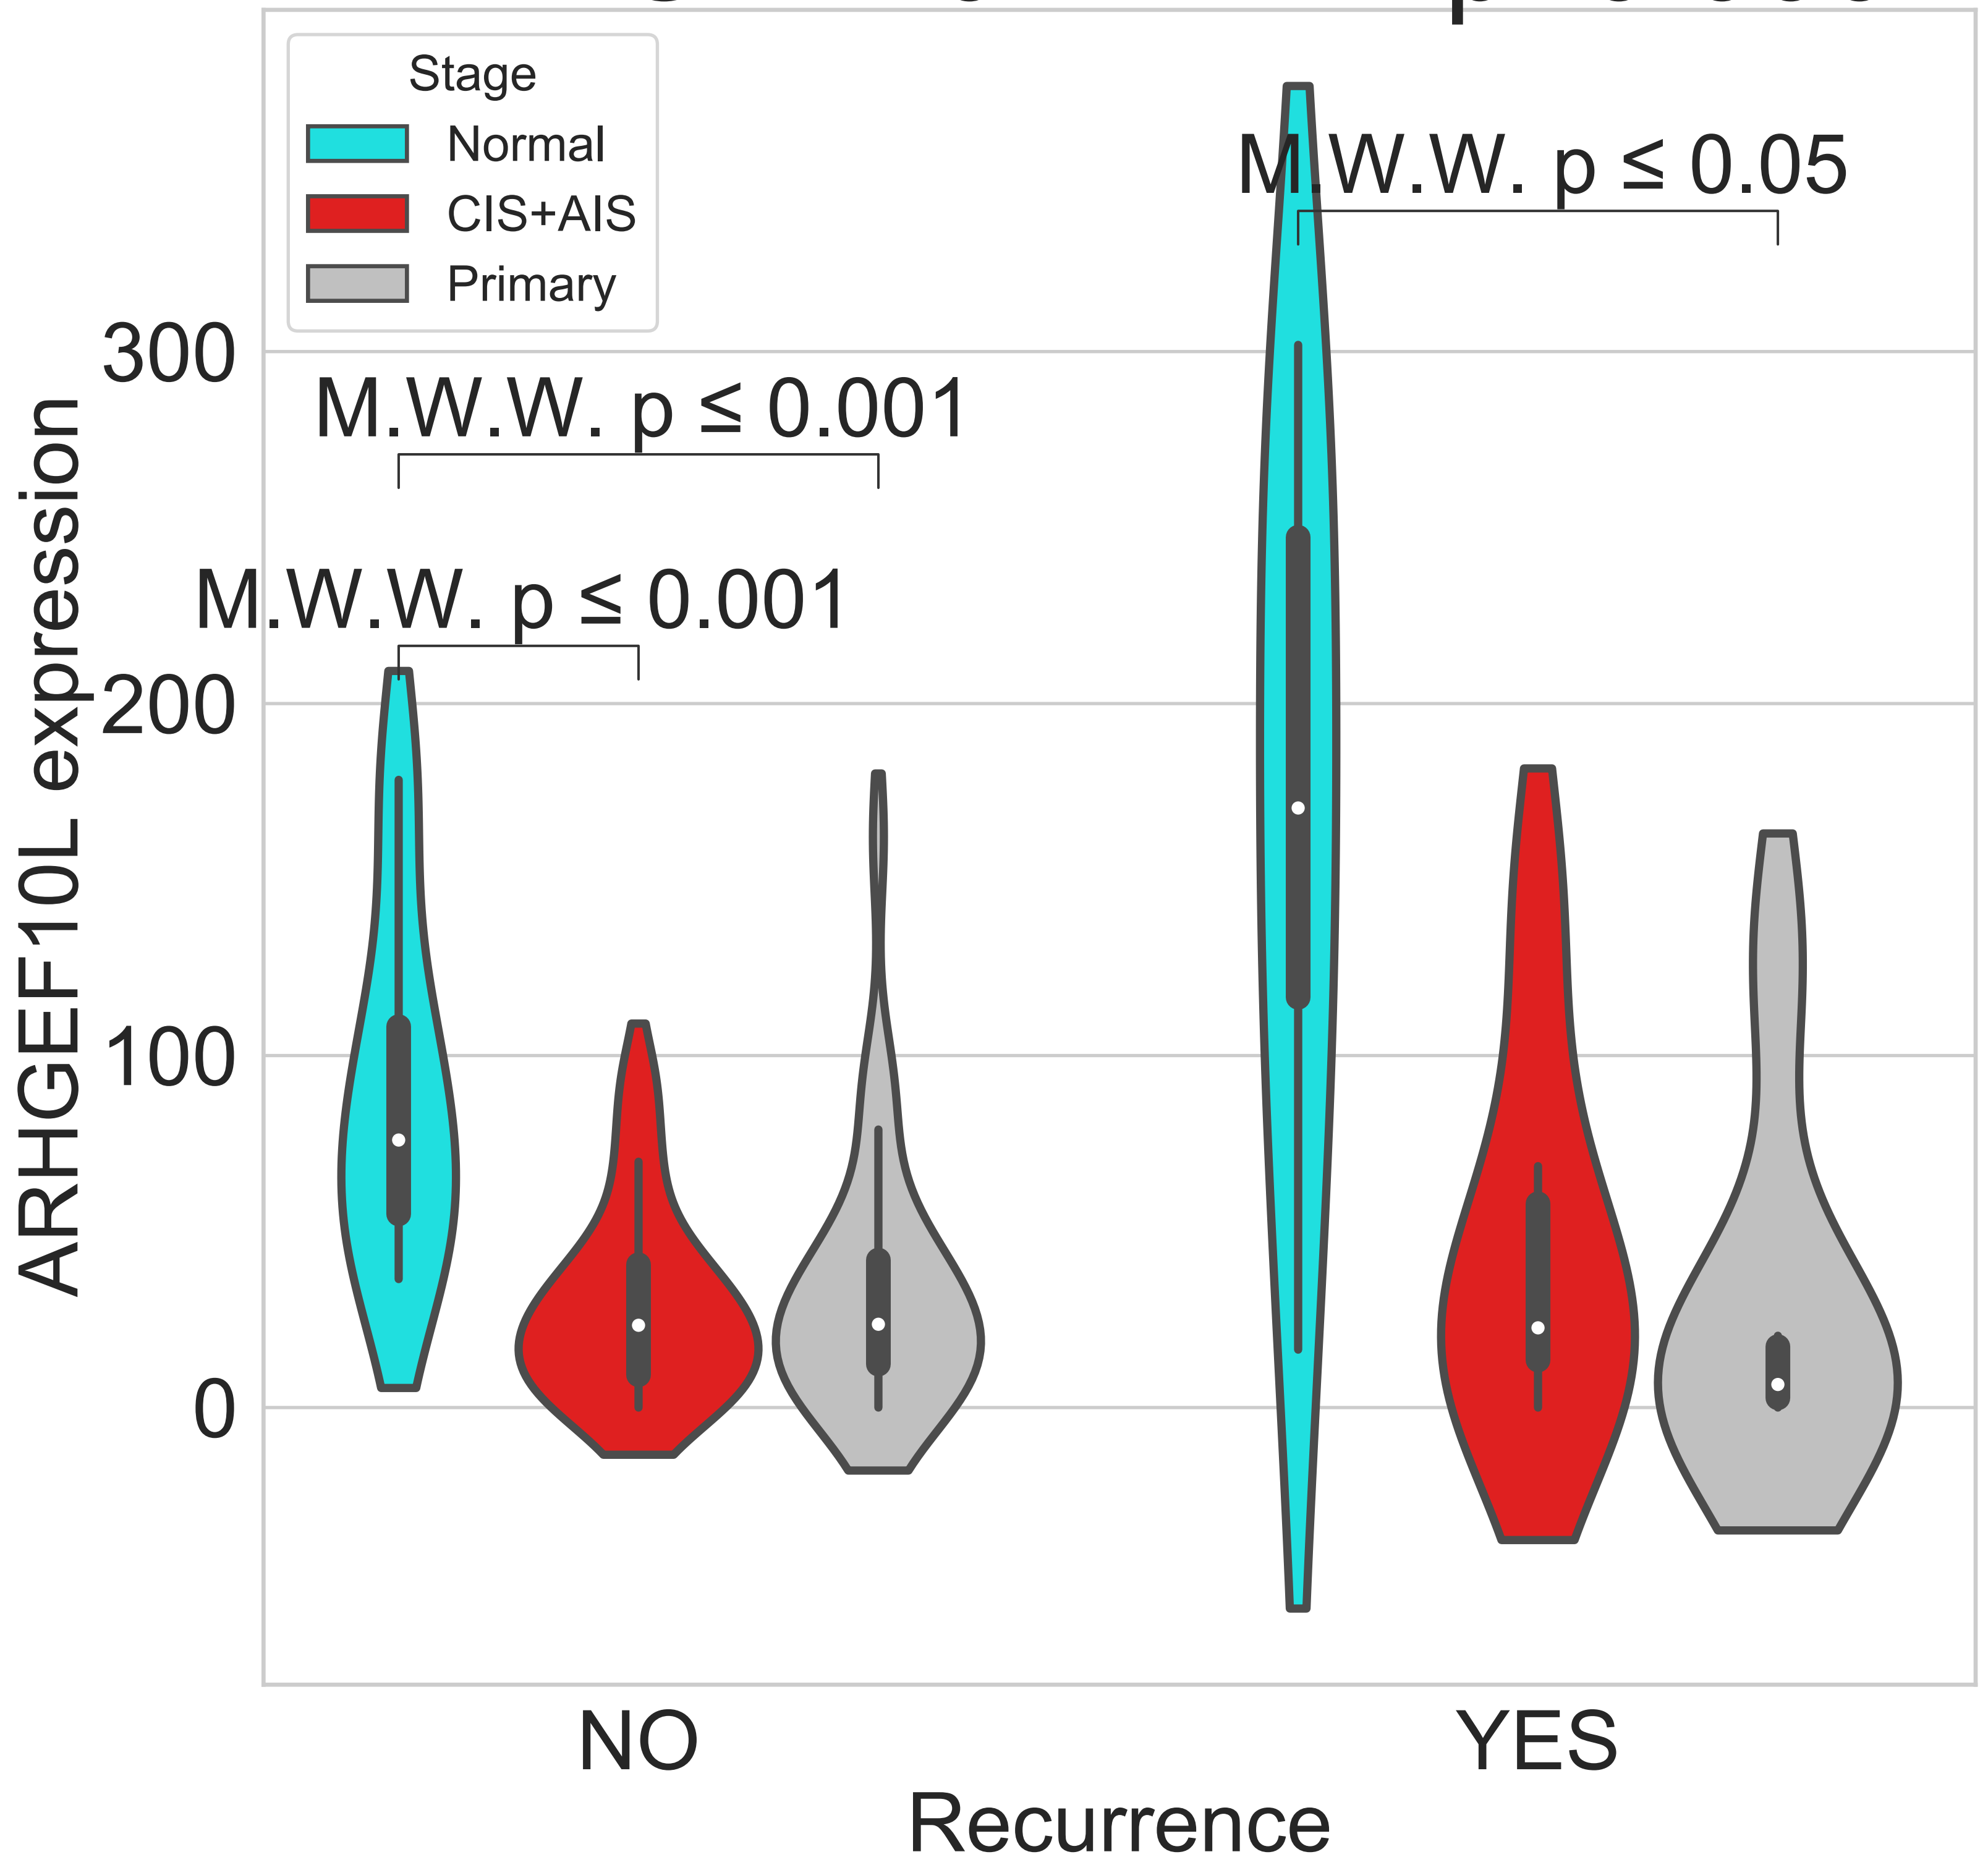 Stage
Normal
CIS+AIS
Primary
M.W.W. p ≤ 0.05
300
M.W.W. p ≤ 0.001
M.W.W. p ≤ 0.001
200
100
0
ARHGEF10L expression
NO
YES
Recurrence